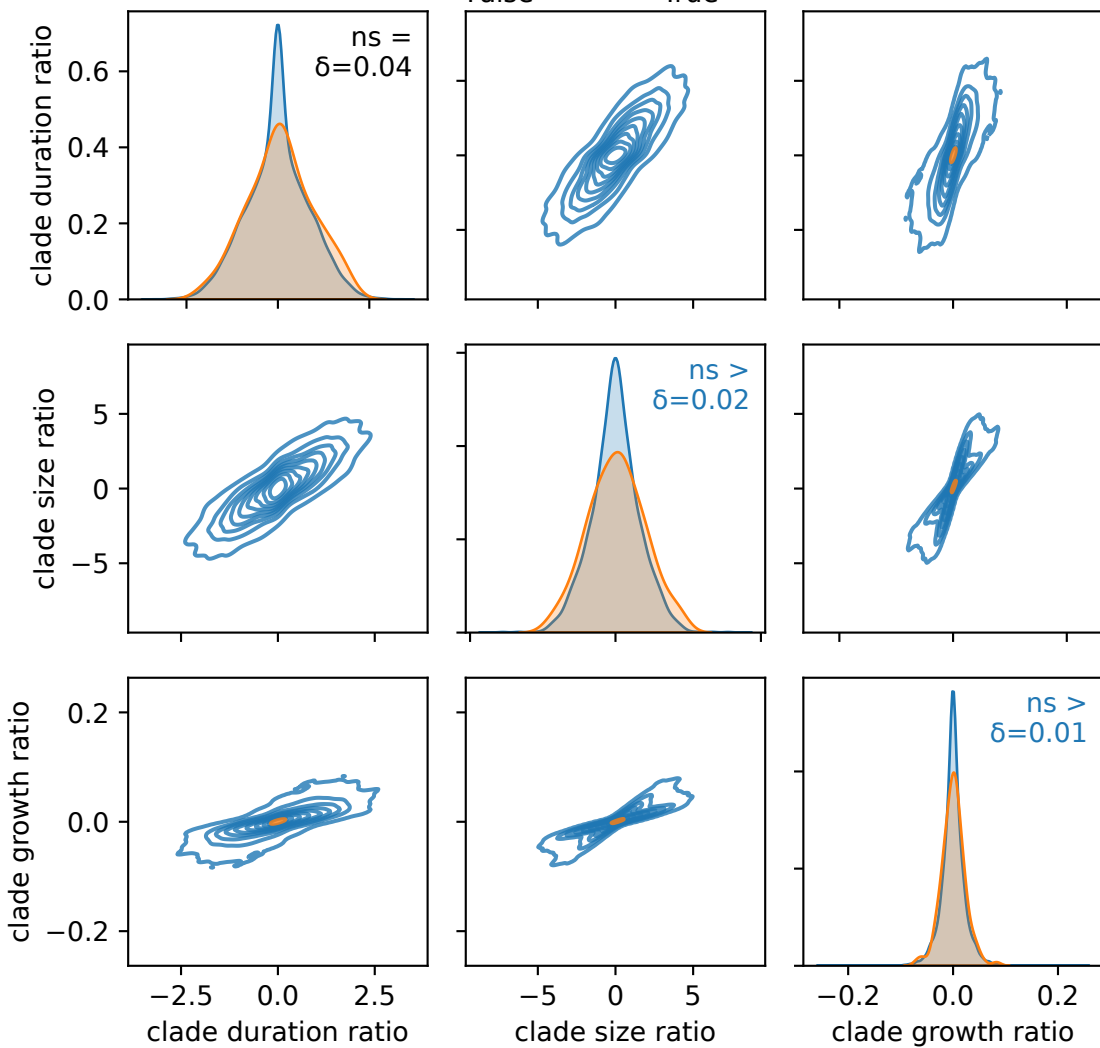 clade duration ratio
0.6
0.4
0.2
0.0
ns =
δ=0.04
clade size ratio
5
0
−5
ns >
δ=0.02
clade growth ratio
0.2
0.0
−0.2
ns >
δ=0.01
−2.5 0.0 2.5
−5 0 5
−0.2 0.0 0.2
clade duration ratio
clade size ratio
clade growth ratio